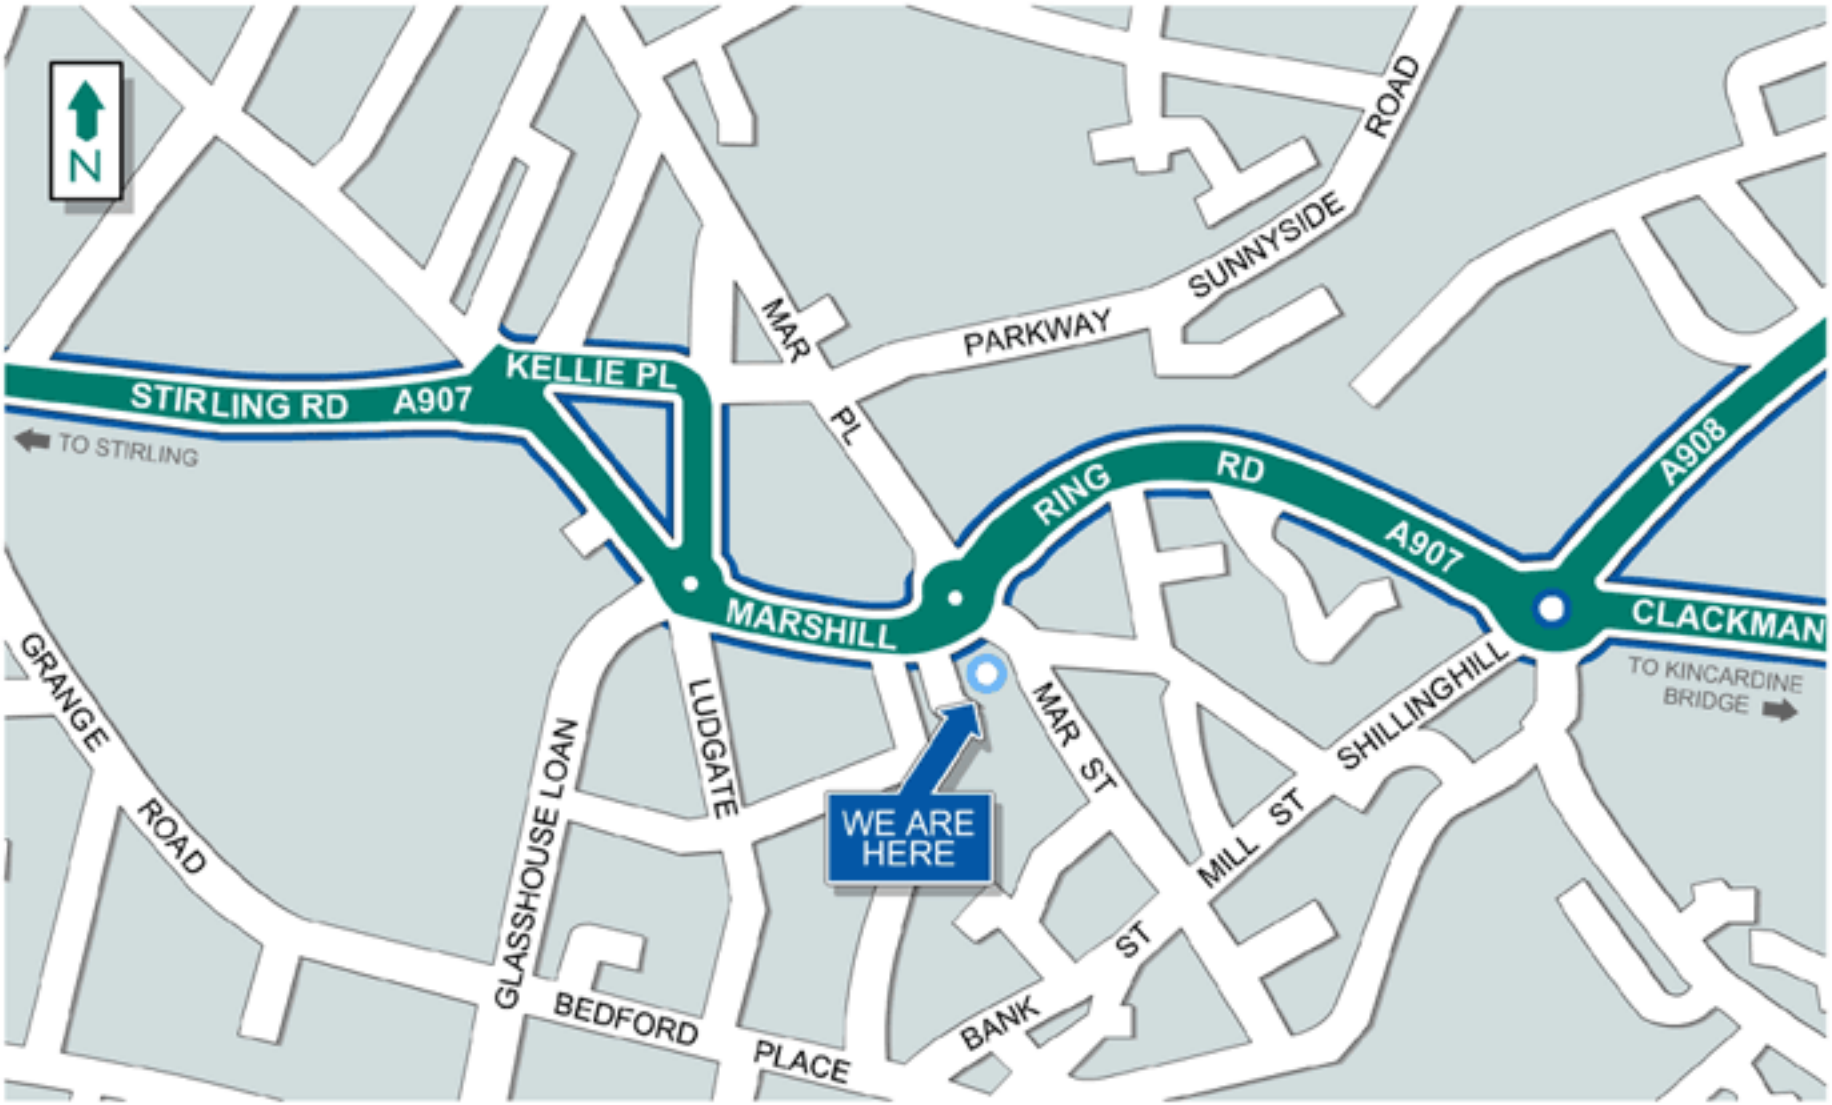 N
ROAD
SUNNYSIDE
PARKWAY
MAR
PL
KELLIE PL
STIRLING RD A907
TO STIRLING
RING
RD
A907
A908
CLACKMAN
TO KINCARDINE
BRIDGE
MARSHILL
GRANGE
ROAD
GLASSHOUSE LOAN
LUDGATE
MAR ST
SHILLINGHILL
MILL ST
WE ARE
HERE
BANK
ST
BEDFORD
PLACE